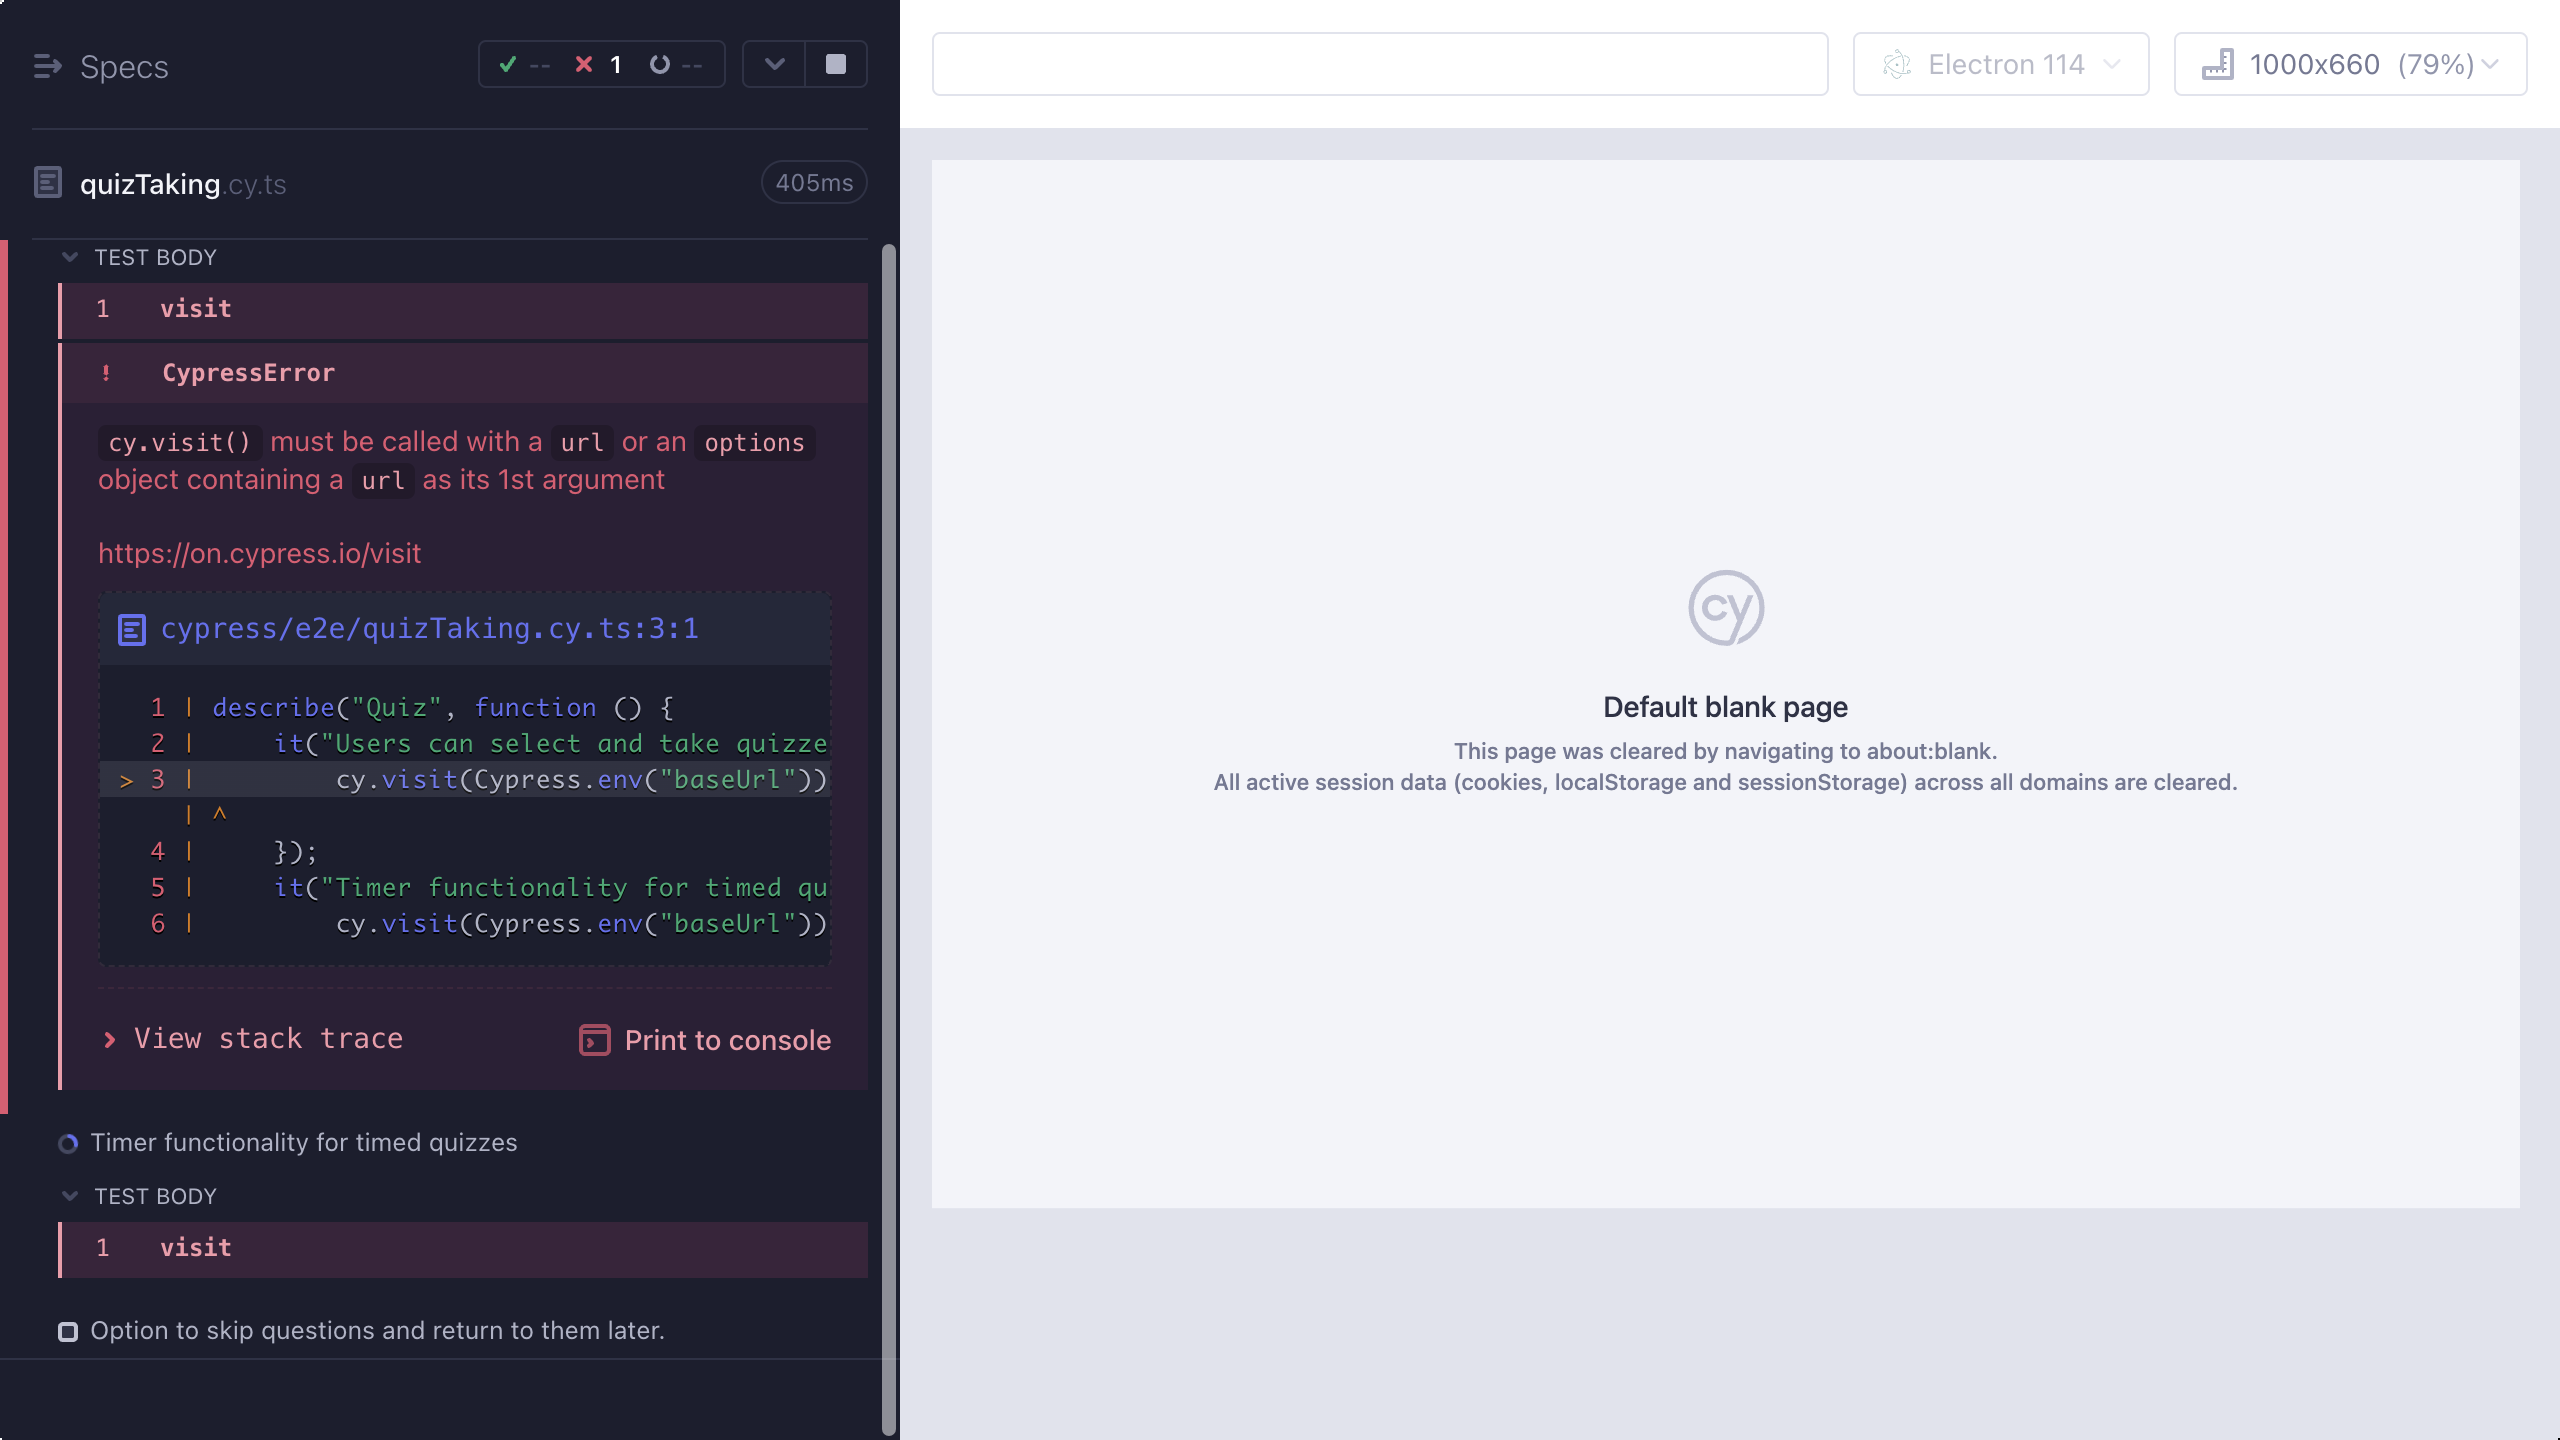 Specs
-- 1 --
quizTaking.cy.ts
405ms
TEST BODY
1 visit
! CypressError
cy.visit() must be called with a url or an options
object containing a url as its 1st argument
https://on.cypress.io/visit
cypress/e2e/quizTaking.cy.ts:3:1
1 | describe("Quiz", function () {
2 |     it("Users can select and take quizze
> 3 |         cy.visit(Cypress.env("baseUrl"))
  | ^
4 |     });
5 |     it("Timer functionality for timed qu
6 |         cy.visit(Cypress.env("baseUrl"))
> View stack trace
Print to console
Timer functionality for timed quizzes
TEST BODY
1 visit
Option to skip questions and return to them later.
Electron 114
1000x660 (79%)
cy
Default blank page
This page was cleared by navigating to about:blank.
All active session data (cookies, localStorage and sessionStorage) across all domains are cleared.